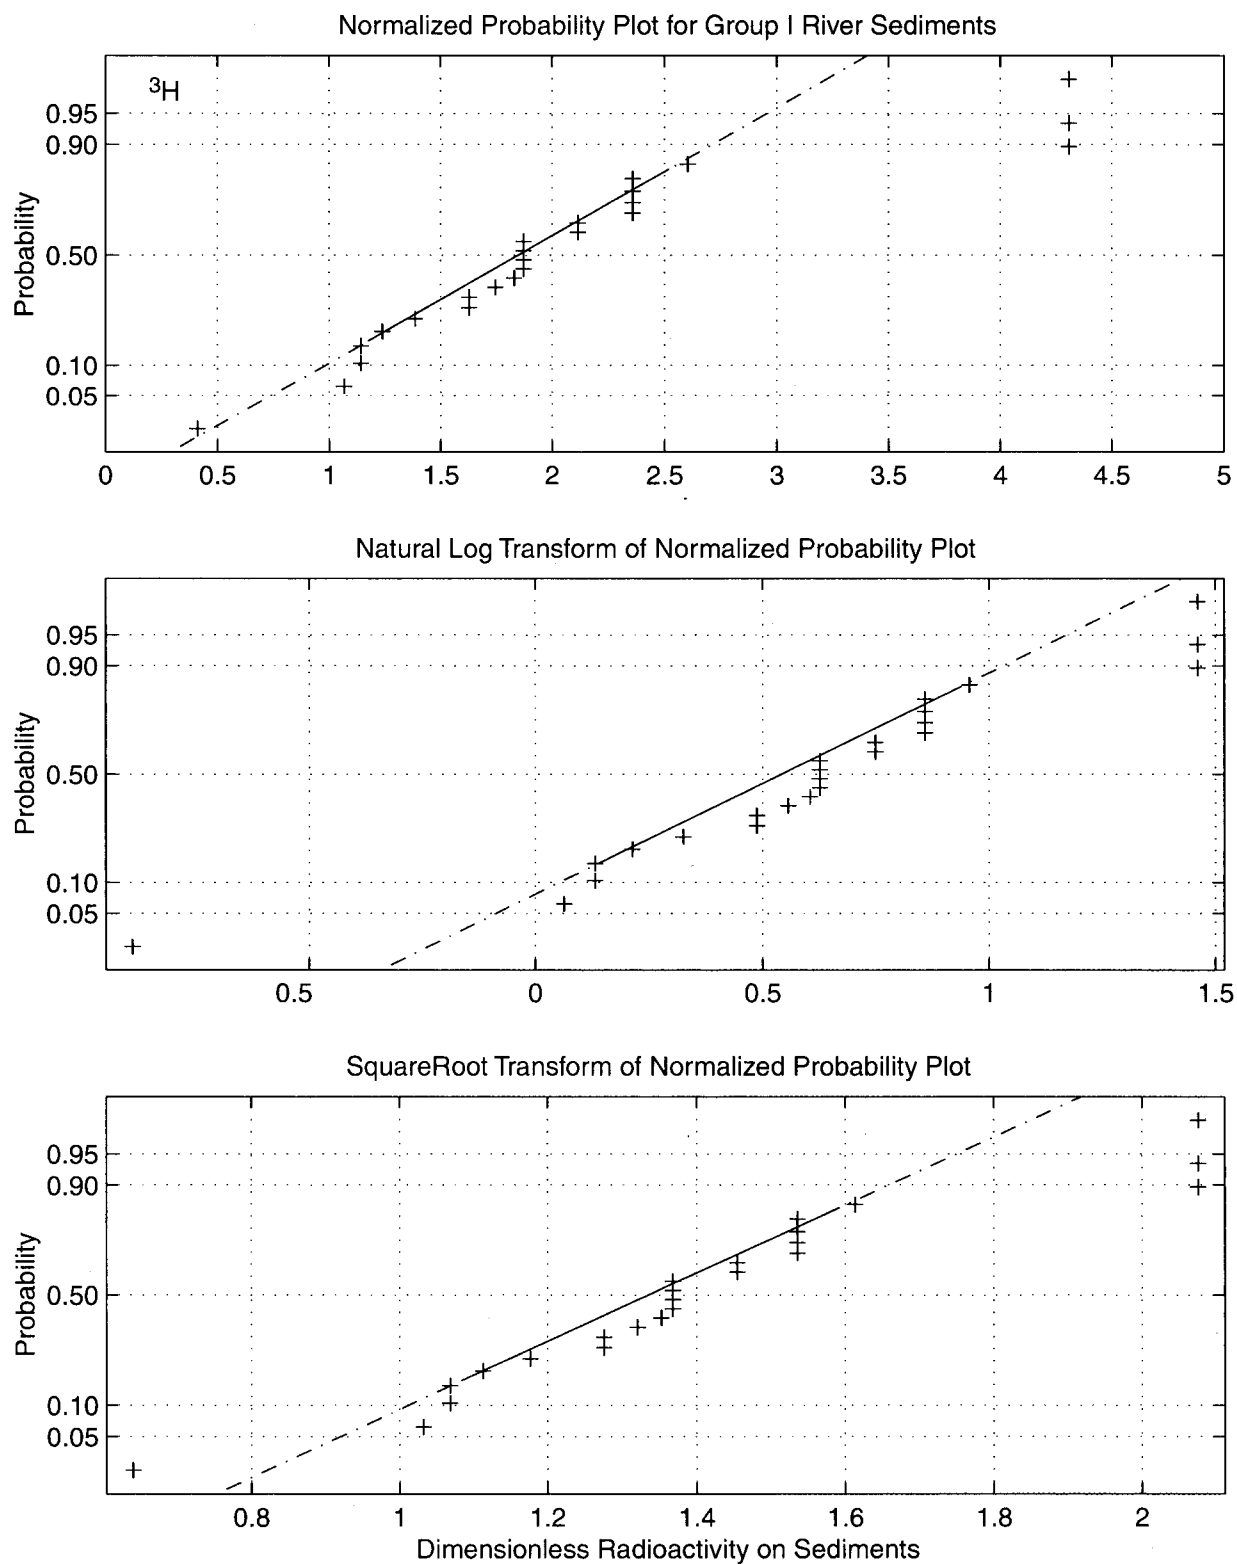 Normalized Probability Plot for Group I River Sediments
³H
0.95
0.90
0.50
0.10
0.05
Probability
0 0.5 1 1.5 2 2.5 3 3.5 4 4.5 5
Natural Log Transform of Normalized Probability Plot
0.95
0.90
0.50
0.10
0.05
Probability
0.5 0 0.5 1 1.5
SquareRoot Transform of Normalized Probability Plot
0.95
0.90
0.50
0.10
0.05
Probability
0.8 1 1.2 1.4 1.6 1.8 2
Dimensionless Radioactivity on Sediments